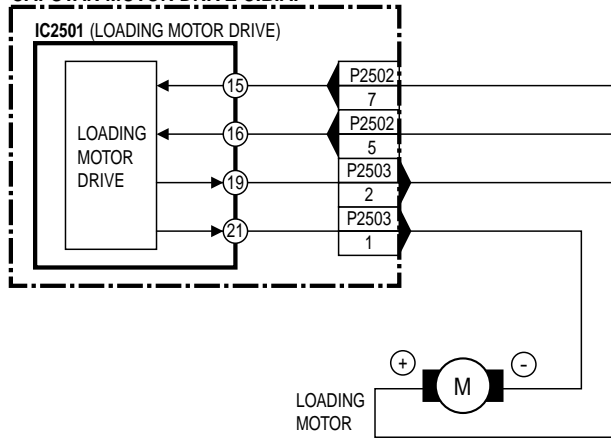 IC2501 (LOADING MOTOR DRIVE)
LOADING
MOTOR
DRIVE
15
16
19
21
P2502
7
P2502
5
P2503
2
P2503
1
+
M
-
LOADING
MOTOR